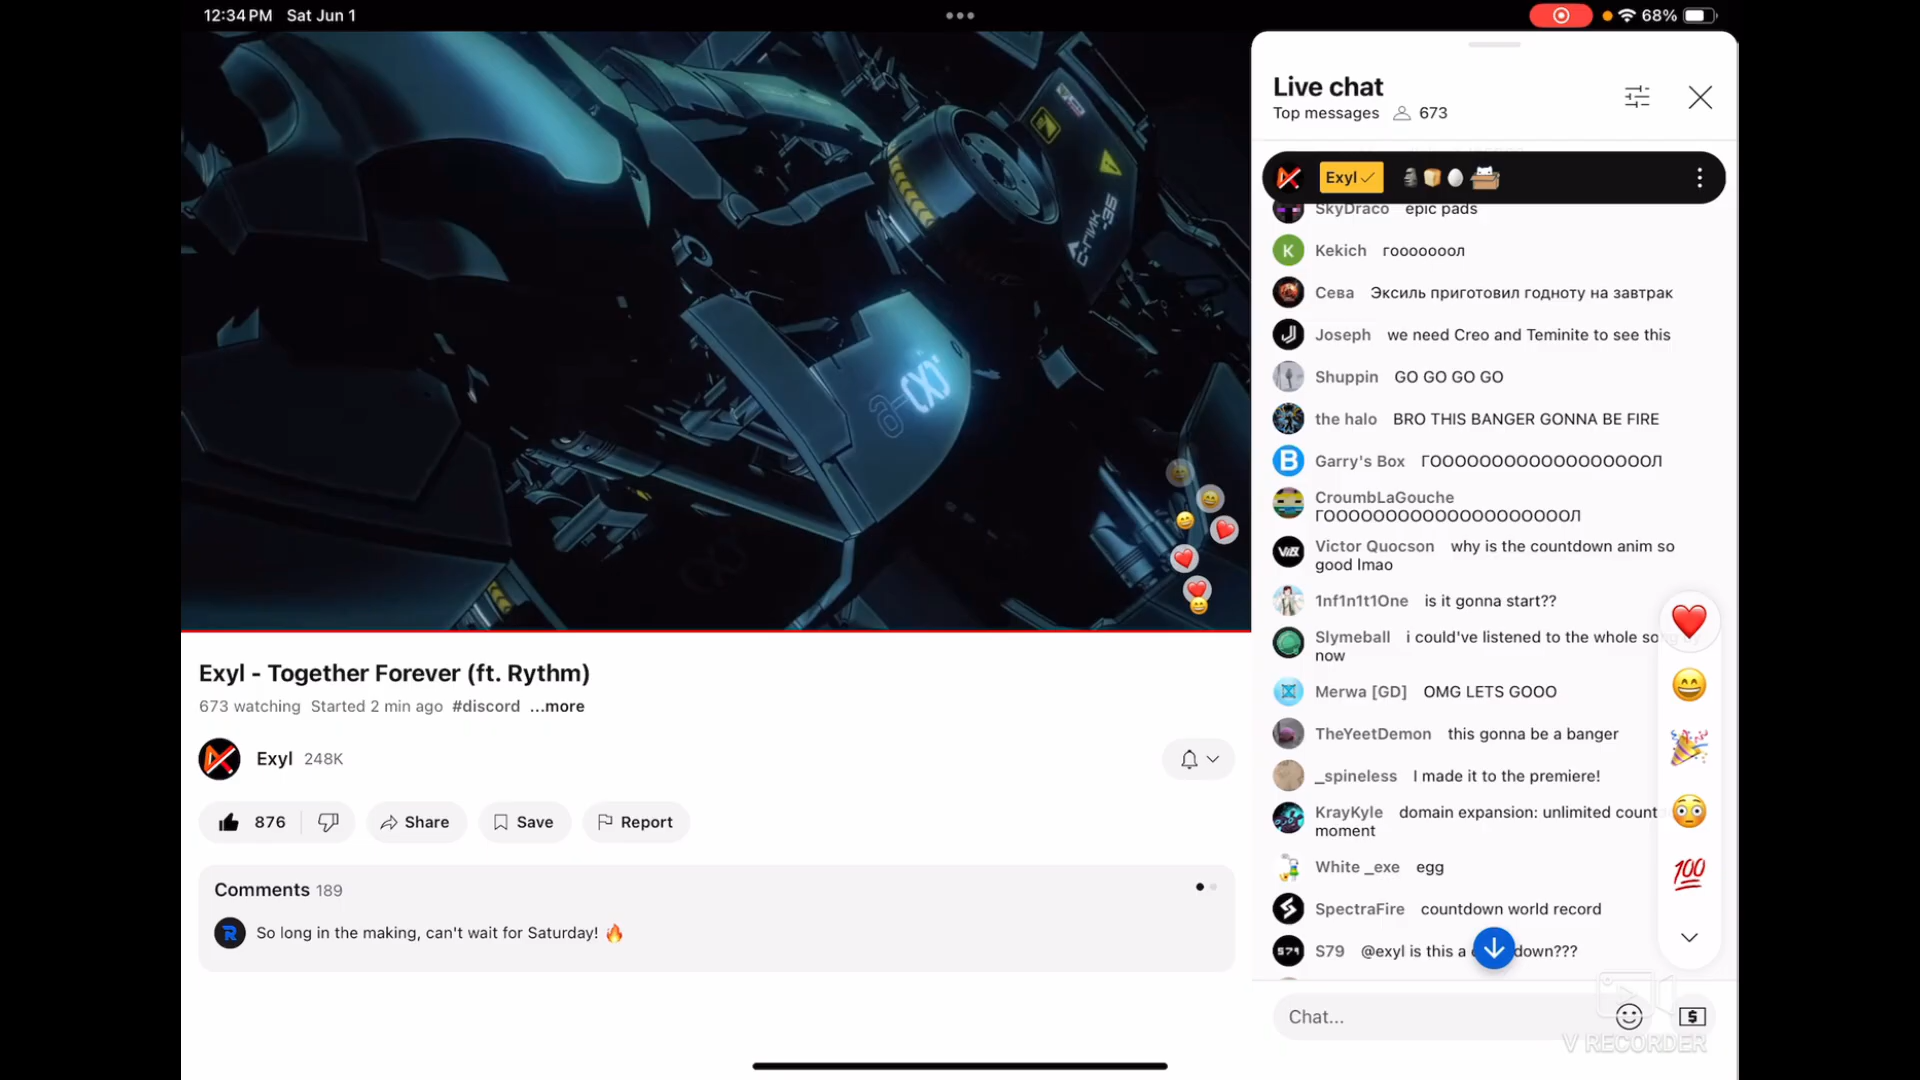 12:34 PM Sat Jun 1
68%
С-ПИК
-35
a-(X)
Exyl - Together Forever (ft. Rythm)
673 watching Started 2 min ago #discord ...more
Exyl 248K
876 Share Save Report
Comments 189
So long in the making, can't wait for Saturday! 🔥
Live chat
Top messages 673
Exyl
SkyDraco epic pads
Kekich гооооооол
Сева Эксиль приготовил годноту на завтрак
Joseph we need Creo and Teminite to see this
Shuppin GO GO GO GO
the halo BRO THIS BANGER GONNA BE FIRE
Garry's Box ГООООООООООООООООООЛ
CroumbLaGouche
ГОООООООООООООООООООЛ
Victor Quocson why is the countdown anim so
good lmao
1nf1n1t1One is it gonna start??
Slymeball i could've listened to the whole so
now
Merwa [GD] OMG LETS GOOO
TheYeetDemon this gonna be a banger
_spineless I made it to the premiere!
KrayKyle domain expansion: unlimited count
moment
White _exe egg
SpectraFire countdown world record
S79 @exyl is this a c down???
Chat...
V RECORDER